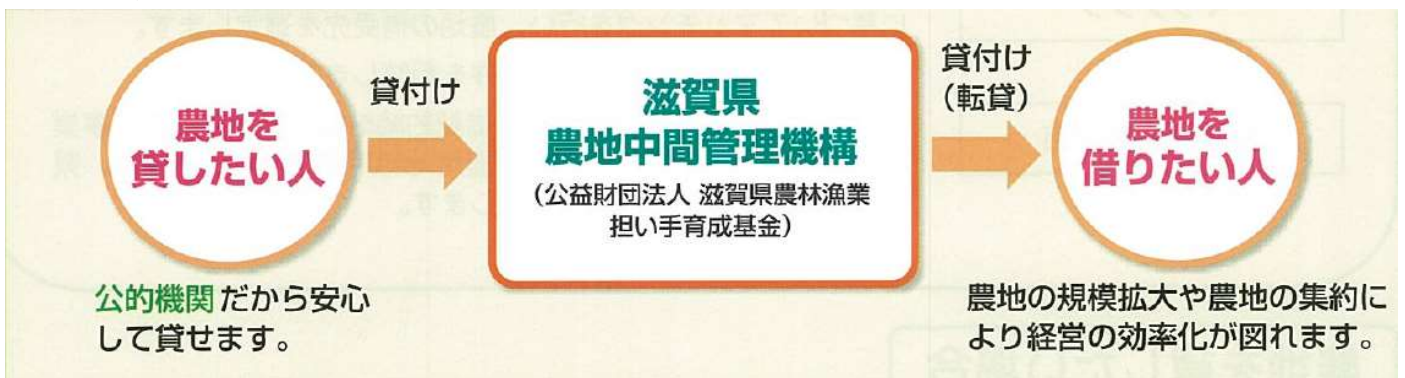 農地を
貸したい人
貸付け
滋賀県
農地中間管理機構
(公益財団法人 滋賀県農林漁業
担い手育成基金)
貸付け
(転貸)
農地を
借りたい人
公的機関だから安心
して貸せます。
農地の規模拡大や農地の集約に
より経営の効率化が図れます。